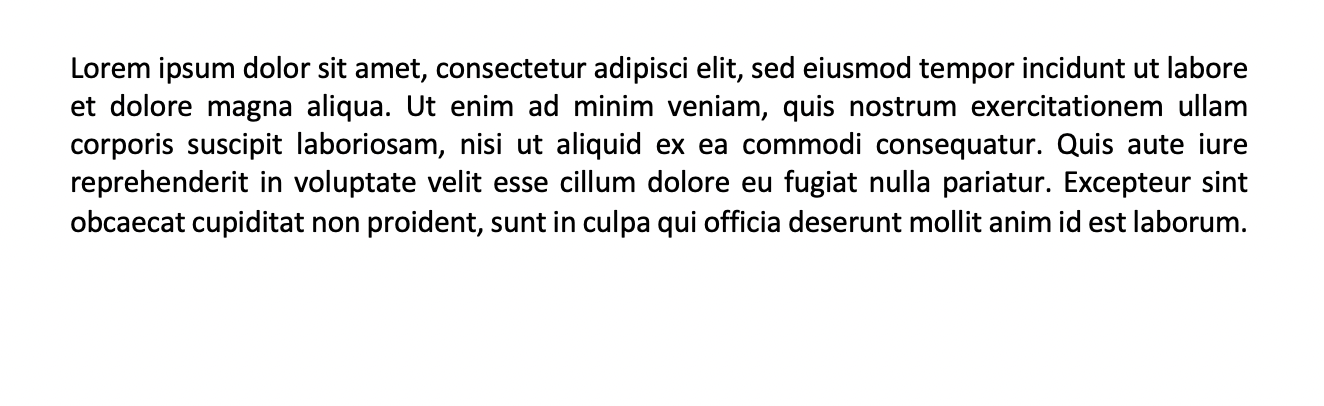 Lorem ipsum dolor sit amet, consectetur adipisci elit, sed eiusmod tempor incidunt ut labore
et dolore magna aliqua. Ut enim ad minim veniam, quis nostrum exercitationem ullam
corporis suscipit laboriosam, nisi ut aliquid ex ea commodi consequatur. Quis aute iure
reprehenderit in voluptate velit esse cillum dolore eu fugiat nulla pariatur. Excepteur sint
obcaecat cupiditat non proident, sunt in culpa qui officia deserunt mollit anim id est laborum.